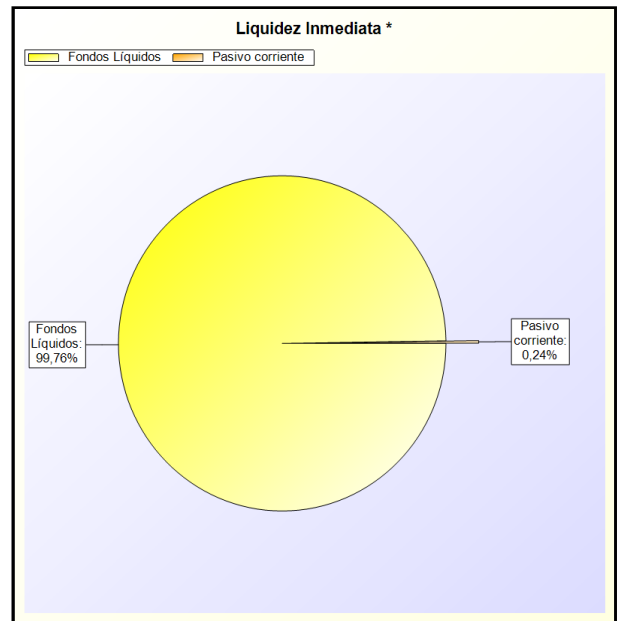 Liquidez Inmediata *
Fondos Líquidos
Pasivo corriente
Fondos
Líquidos:
99,76%
Pasivo
corriente:
0,24%